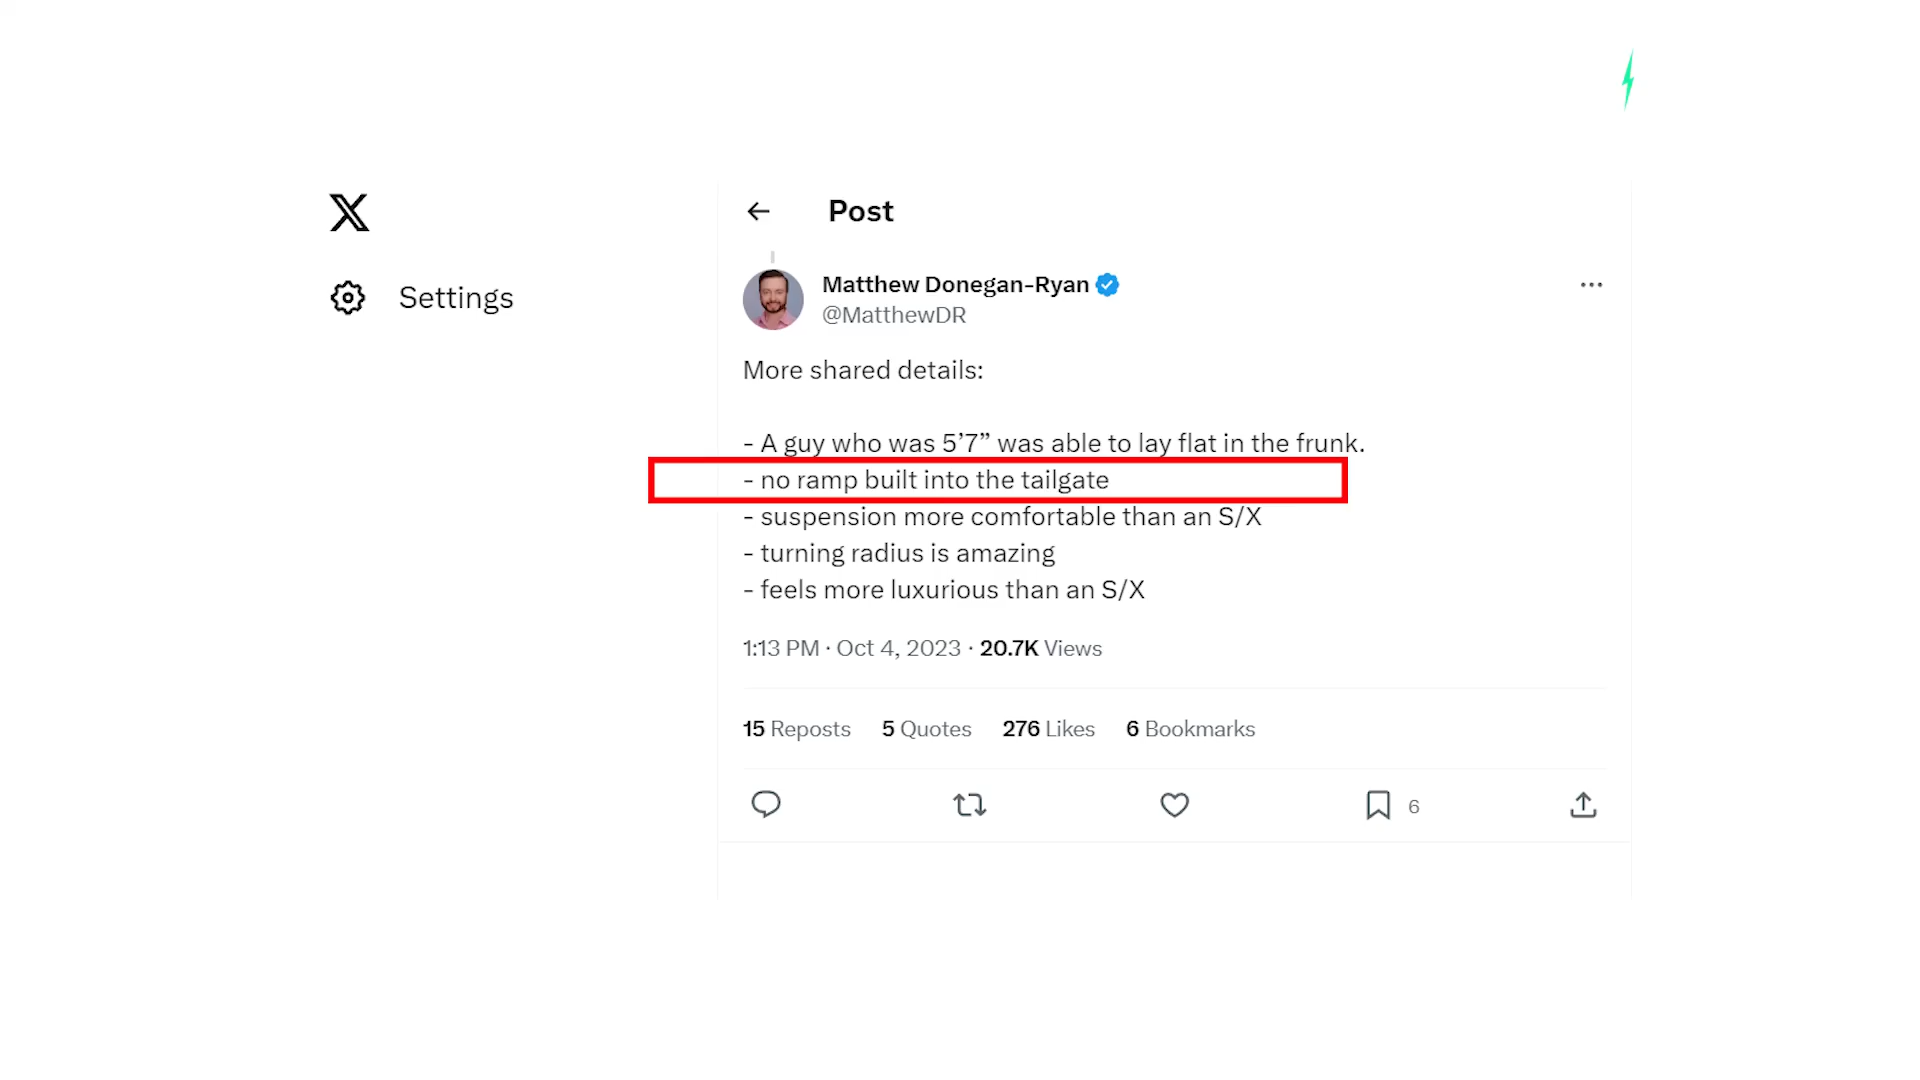 X
Settings
Post
Matthew Donegan-Ryan
@MatthewDR
More shared details:
- A guy who was 5’7” was able to lay flat in the frunk.
- no ramp built into the tailgate
- suspension more comfortable than an S/X
- turning radius is amazing
- feels more luxurious than an S/X
1:13 PM · Oct 4, 2023 · 20.7K Views
15 Reposts 5 Quotes 276 Likes 6 Bookmarks
6